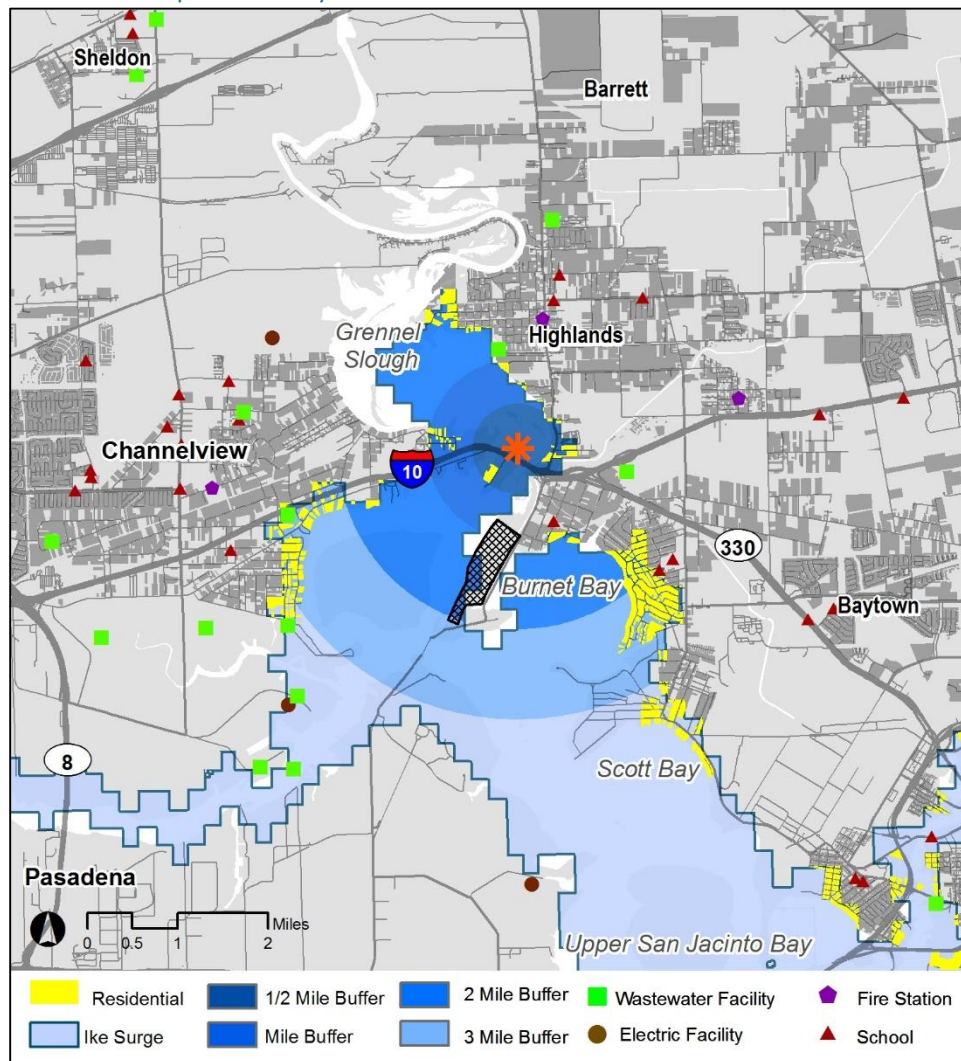 Sheldon
Barrett
Grennel
Slough
Highlands
Channelview
10
330
Burnet Bay
Baytown
8
Scott Bay
Pasadena
Miles
0 0.5 1 2
Upper San Jacinto Bay
Residential
1/2 Mile Buffer
2 Mile Buffer
Wastewater Facility
Fire Station
Ike Surge
Mile Buffer
3 Mile Buffer
Electric Facility
School